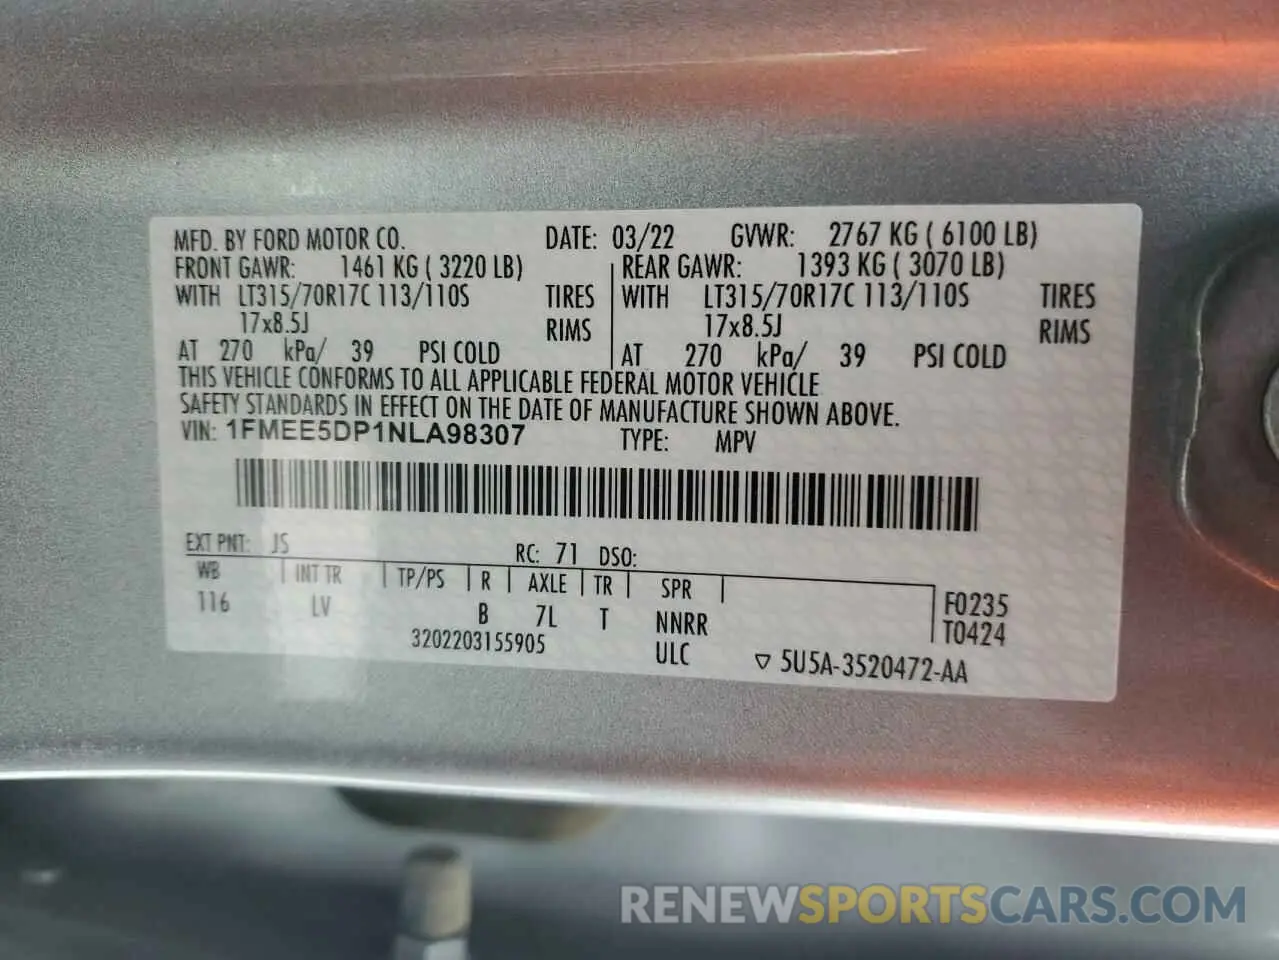 MFD. BY FORD MOTOR CO. DATE: 03/22 GVWR: 2767 KG ( 6100 LB)
FRONT GAWR: 1461 KG ( 3220 LB) REAR GAWR: 1393 KG ( 3070 LB)
WITH LT315/70R17C 113/110S TIRES WITH LT315/70R17C 113/110S TIRES
17x8.5J RIMS 17x8.5J RIMS
AT 270 kPa/ 39 PSI COLD AT 270 kPa/ 39 PSI COLD
THIS VEHICLE CONFORMS TO ALL APPLICABLE FEDERAL MOTOR VEHICLE
SAFETY STANDARDS IN EFFECT ON THE DATE OF MANUFACTURE SHOWN ABOVE.
VIN: 1FMEE5DP1NLA98307 TYPE: MPV
EXT PNT: JS RC: 71 DSO:
WB INT TR TP/PS R AXLE TR SPR
116 LV B 7L T NNRR F0235
3202203155905 ULC T0424
▽ 5U5A-3520472-AA
RENEWSPORTSCARS.COM